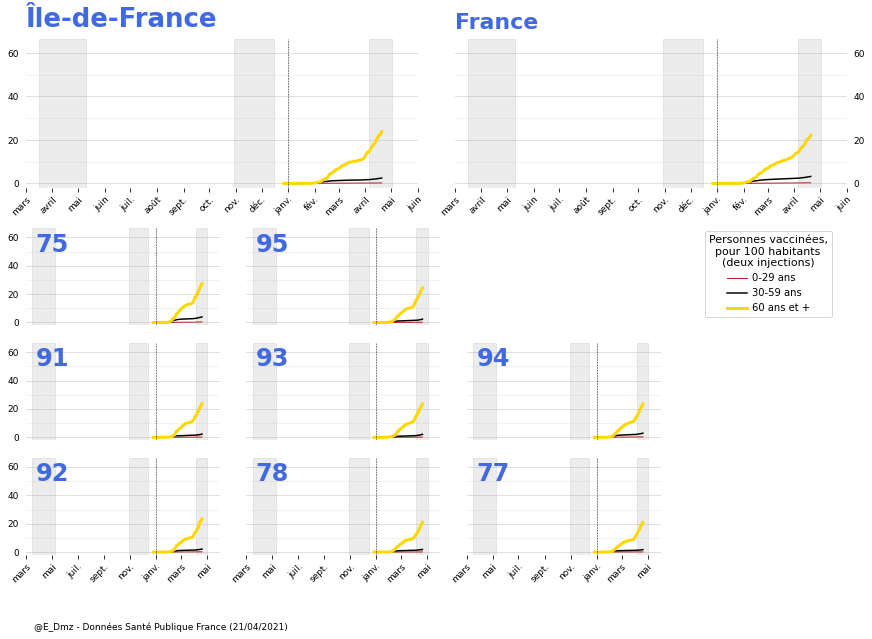 Île-de-France
France
60
40
20
0
60
40
20
0
mars avril mai juin juil. août sept. oct. nov. déc. janv. fév. mars avril mai juin
mars avril mai juin juil. août sept. oct. nov. déc. janv. fév. mars avril mai juin
75
95
60
40
20
0
Personnes vaccinées,
pour 100 habitants
(deux injections)
0-29 ans
30-59 ans
60 ans et +
91
93
94
60
40
20
0
92
78
77
60
40
20
0
mars mai juil. sept. nov. janv. mars mai
mars mai juil. sept. nov. janv. mars mai
mars mai juil. sept. nov. janv. mars mai
@E_Dmz - Données Santé Publique France (21/04/2021)